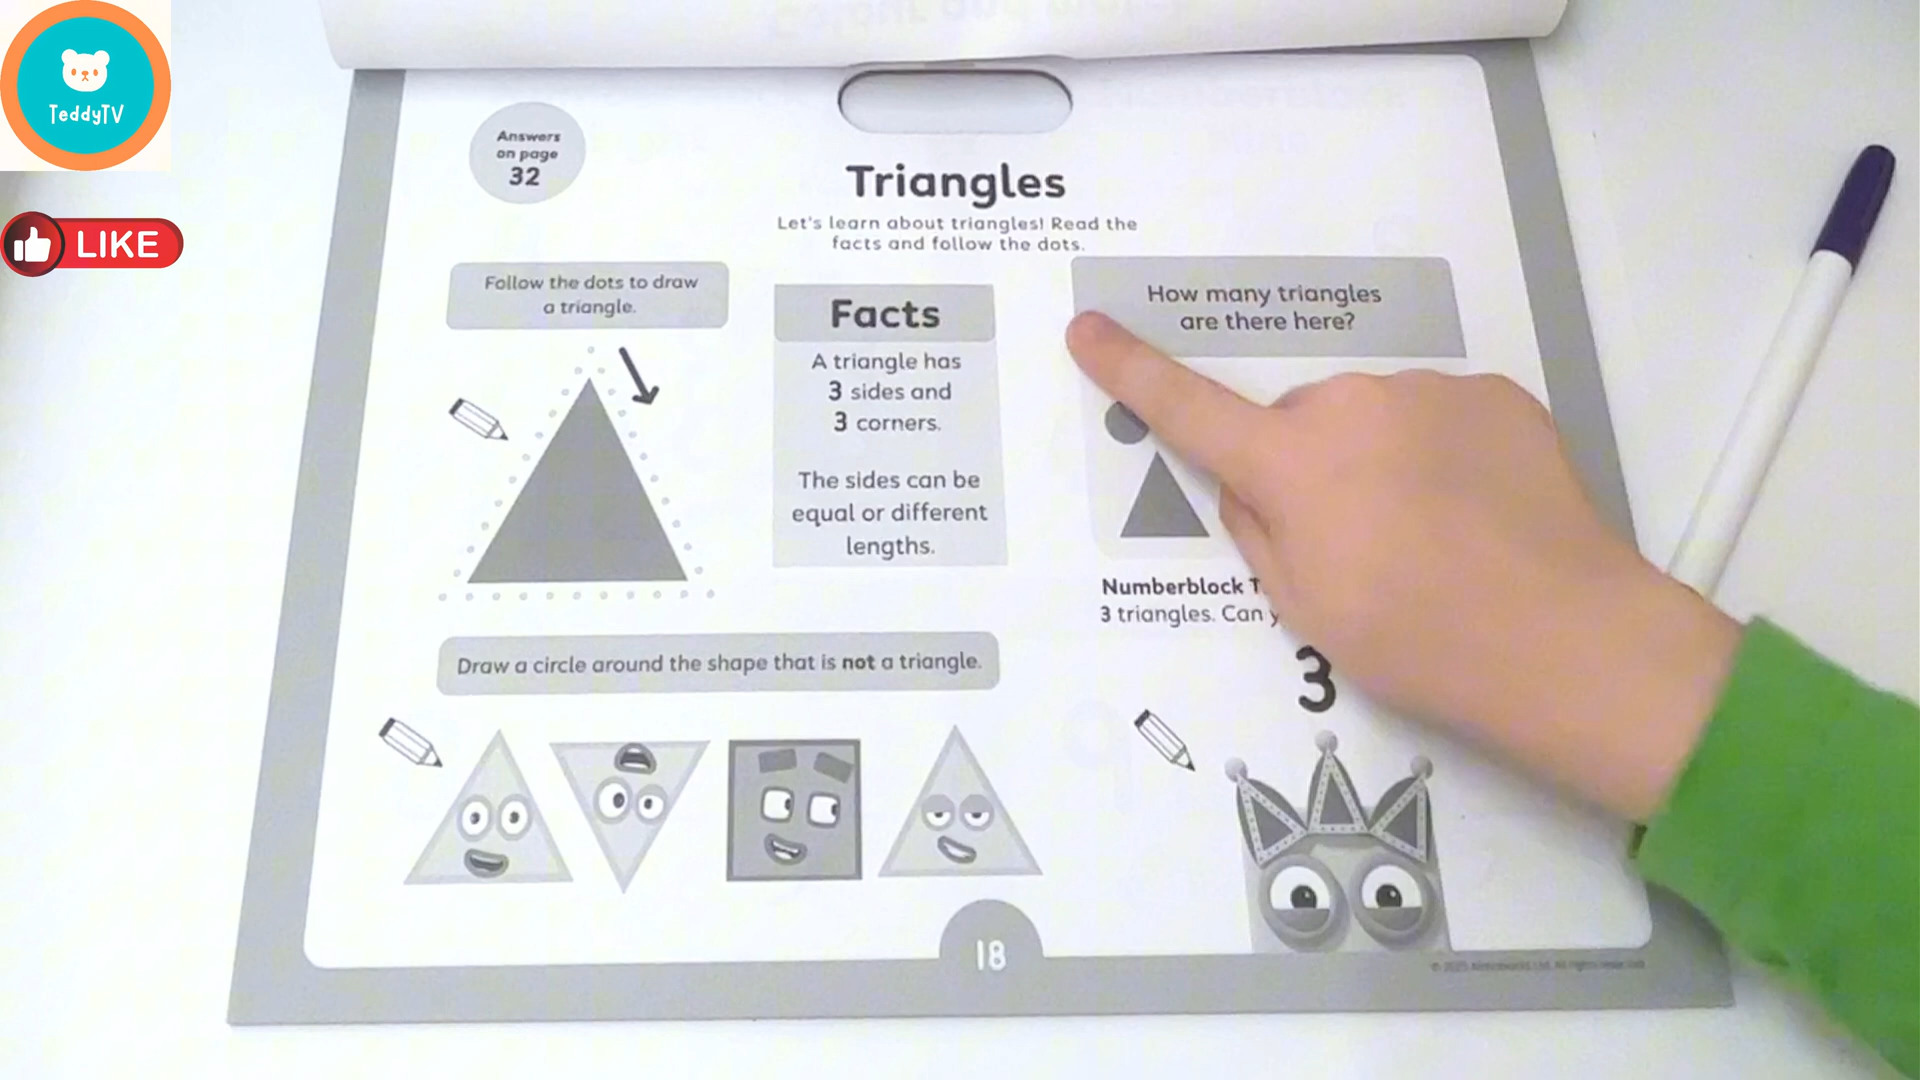 TeddyTV
LIKE
Answers
on page
32
Triangles
Let's learn about triangles! Read the
facts and follow the dots.
Follow the dots to draw
a triangle.
Facts
A triangle has
3 sides and
3 corners.
The sides can be
equal or different
lengths.
How many triangles
are there here?
Numberblock
3 triangles. Can
3
Draw a circle around the shape that is not a triangle.
18